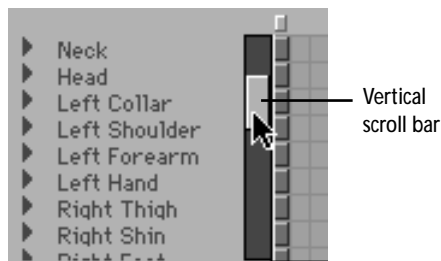 Neck
Head
Left Collar
Left Shoulder
Left Forearm
Left Hand
Right Thigh
Right Shin
Vertical
scroll bar